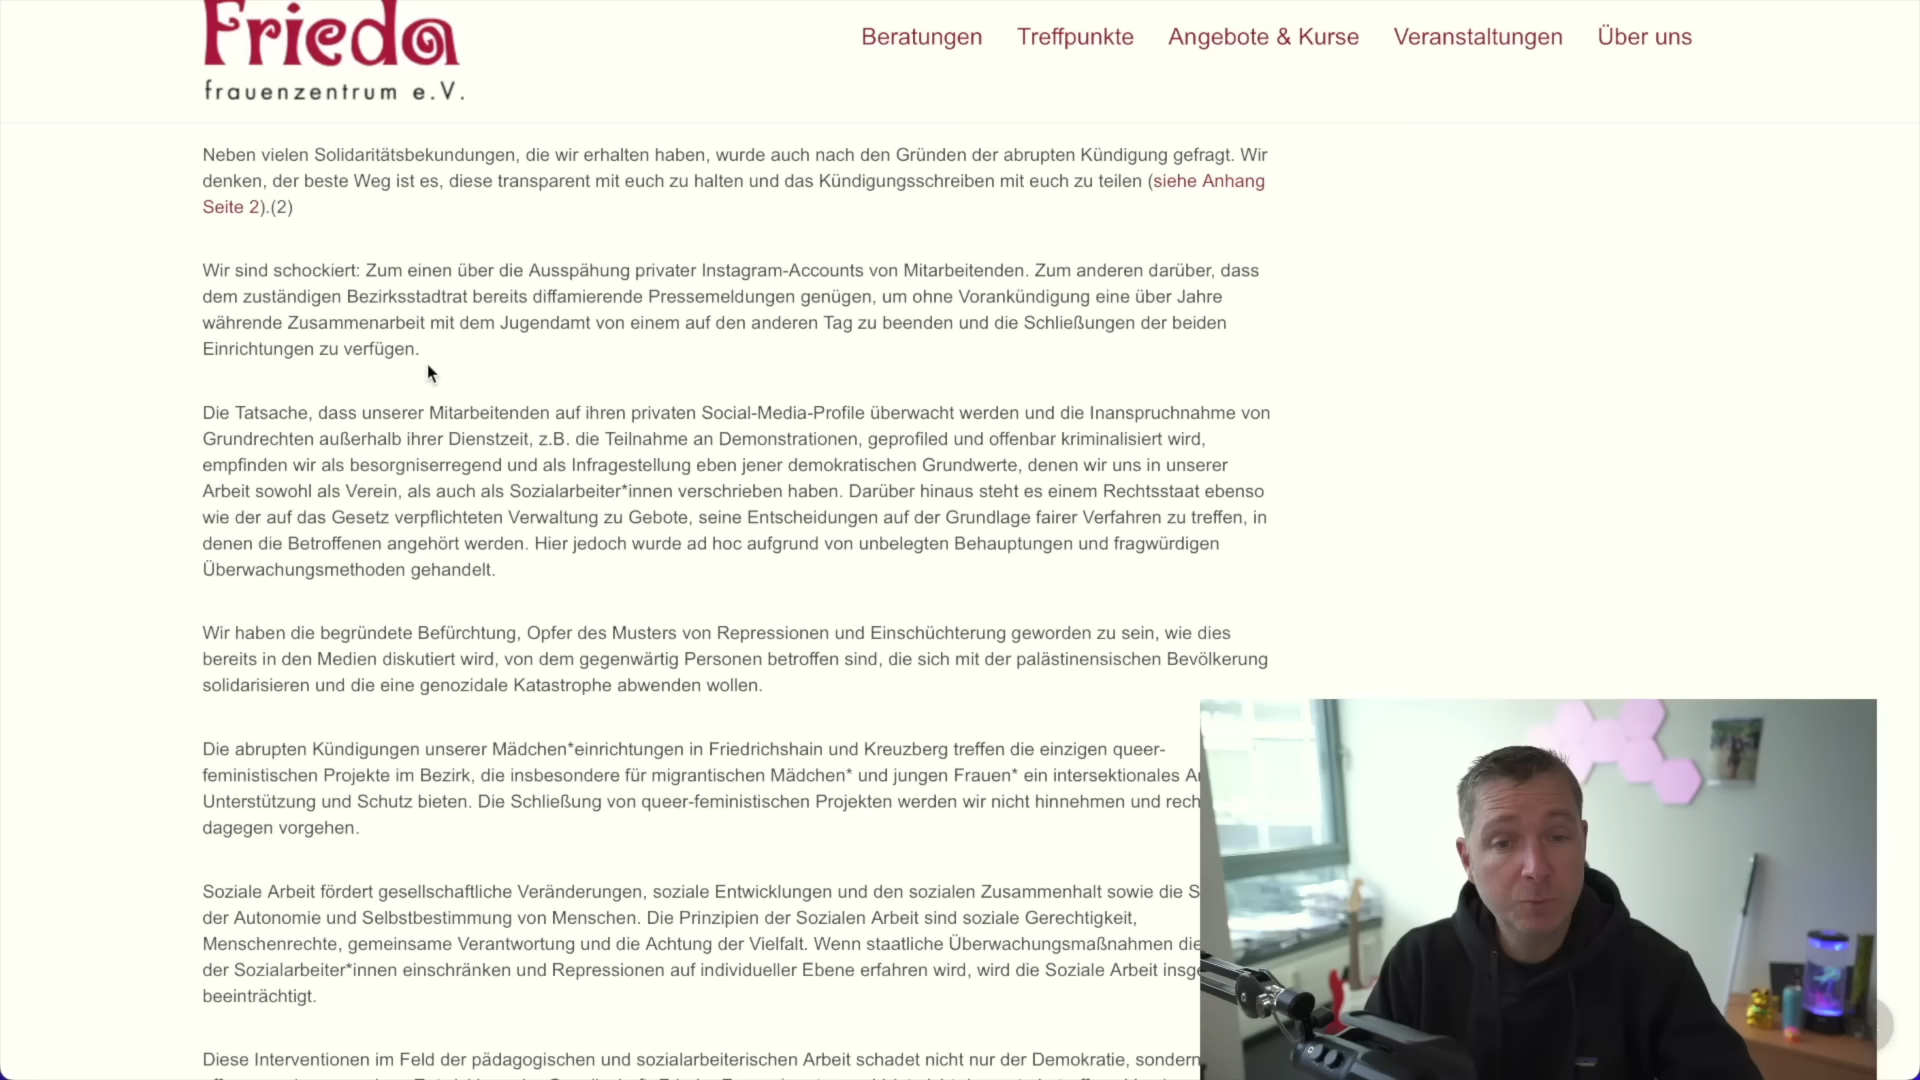 Frieda
frauenzentrum e.V.
Beratungen Treffpunkte Angebote & Kurse Veranstaltungen Über uns
Neben vielen Solidaritätsbekundungen, die wir erhalten haben, wurde auch nach den Gründen der abrupten Kündigung gefragt. Wir
denken, der beste Weg ist es, diese transparent mit euch zu halten und das Kündigungsschreiben mit euch zu teilen (siehe Anhang
Seite 2).(2)
Wir sind schockiert: Zum einen über die Ausspähung privater Instagram-Accounts von Mitarbeitenden. Zum anderen darüber, dass
dem zuständigen Bezirksstadtrat bereits diffamierende Pressemeldungen genügen, um ohne Vorankündigung eine über Jahre
währende Zusammenarbeit mit dem Jugendamt von einem auf den anderen Tag zu beenden und die Schließungen der beiden
Einrichtungen zu verfügen.
Die Tatsache, dass unserer Mitarbeitenden auf ihren privaten Social-Media-Profile überwacht werden und die Inanspruchnahme von
Grundrechten außerhalb ihrer Dienstzeit, z.B. die Teilnahme an Demonstrationen, geprofiled und offenbar kriminalisiert wird,
empfinden wir als besorgniserregend und als Infragestellung eben jener demokratischen Grundwerte, denen wir uns in unserer
Arbeit sowohl als Verein, als auch als Sozialarbeiter*innen verschrieben haben. Darüber hinaus steht es einem Rechtsstaat ebenso
wie der auf das Gesetz verpflichteten Verwaltung zu Gebote, seine Entscheidungen auf der Grundlage fairer Verfahren zu treffen, in
denen die Betroffenen angehört werden. Hier jedoch wurde ad hoc aufgrund von unbelegten Behauptungen und fragwürdigen
Überwachungsmethoden gehandelt.
Wir haben die begründete Befürchtung, Opfer des Musters von Repressionen und Einschüchterung geworden zu sein, wie dies
bereits in den Medien diskutiert wird, von dem gegenwärtig Personen betroffen sind, die sich mit der palästinensischen Bevölkerung
solidarisieren und die eine genozidale Katastrophe abwenden wollen.
Die abrupten Kündigungen unserer Mädchen*einrichtungen in Friedrichshain und Kreuzberg treffen die einzigen queer-
feministischen Projekte im Bezirk, die insbesondere für migrantischen Mädchen* und jungen Frauen* ein intersektionales
Unterstützung und Schutz bieten. Die Schließung von queer-feministischen Projekten werden wir nicht hinnehmen und
dagegen vorgehen.
Soziale Arbeit fördert gesellschaftliche Veränderungen, soziale Entwicklungen und den sozialen Zusammenhalt sowie die
der Autonomie und Selbstbestimmung von Menschen. Die Prinzipien der Sozialen Arbeit sind soziale Gerechtigkeit,
Menschenrechte, gemeinsame Verantwortung und die Achtung der Vielfalt. Wenn staatliche Überwachungsmaßnahmen die
der Sozialarbeiter*innen einschränken und Repressionen auf individueller Ebene erfahren wird, wird die Soziale Arbeit
beeinträchtigt.
Diese Interventionen im Feld der pädagogischen und sozialarbeiterischen Arbeit schadet nicht nur der Demokratie, sondern